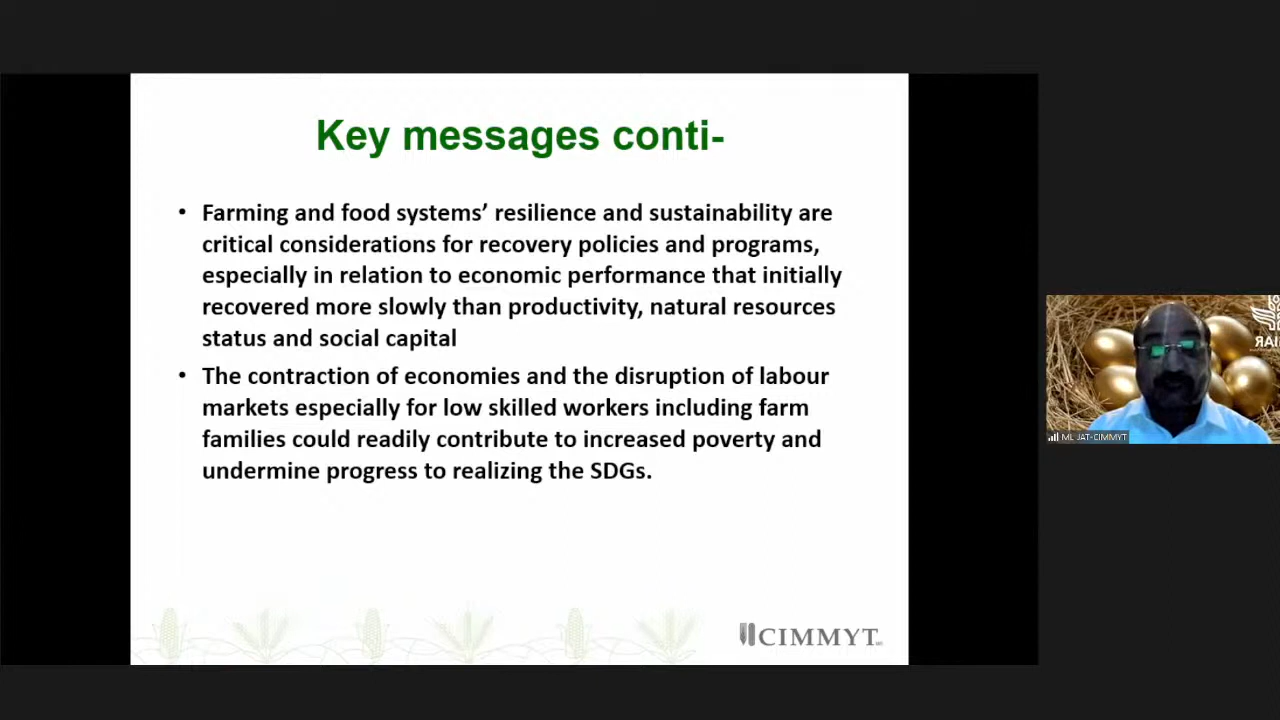 Key messages conti-
• Farming and food systems’ resilience and sustainability are
critical considerations for recovery policies and programs,
especially in relation to economic performance that initially
recovered more slowly than productivity, natural resources
status and social capital
• The contraction of economies and the disruption of labour
markets especially for low skilled workers including farm
families could readily contribute to increased poverty and
undermine progress to realizing the SDGs.
CIMMYT
ML JAT-CIMMYT